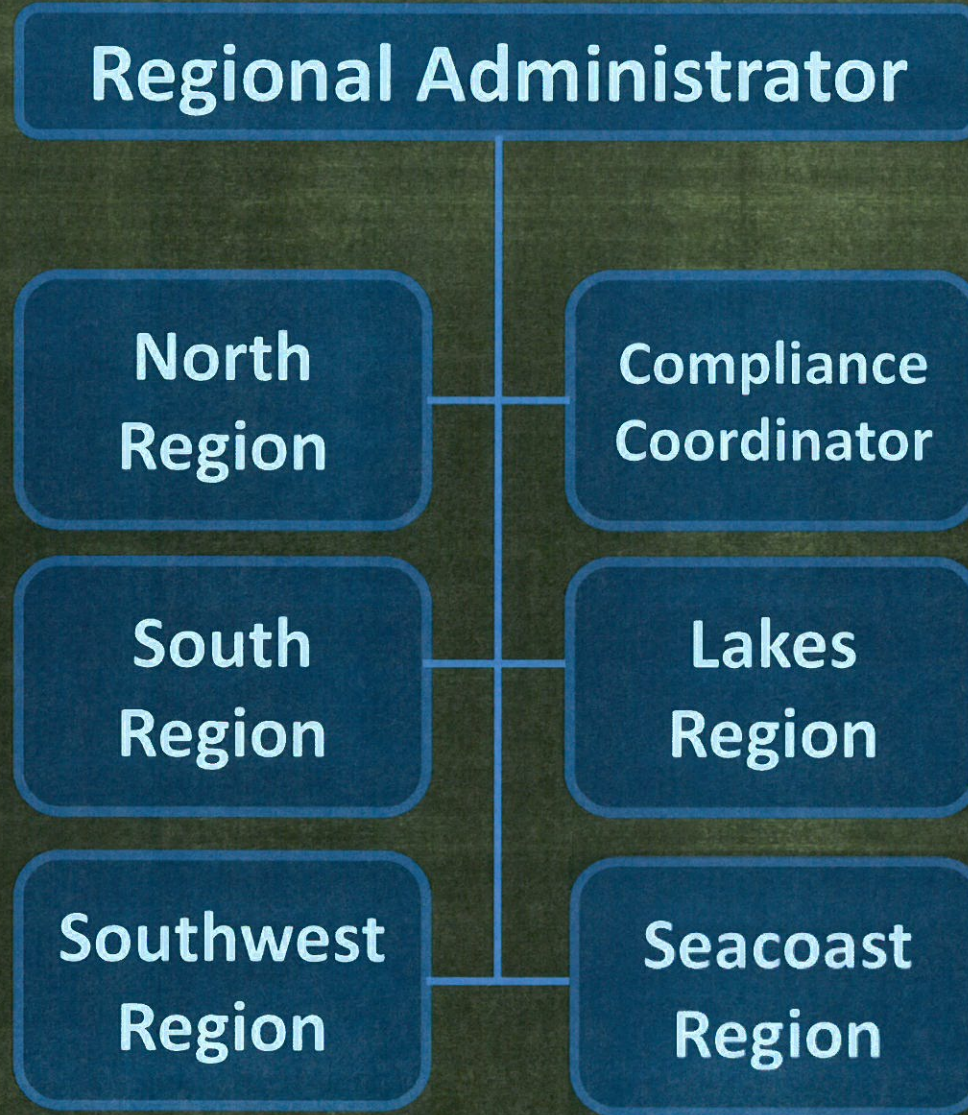 Regional Administrator
North
Region
Compliance
Coordinator
South
Region
Lakes
Region
Southwest
Region
Seacoast
Region